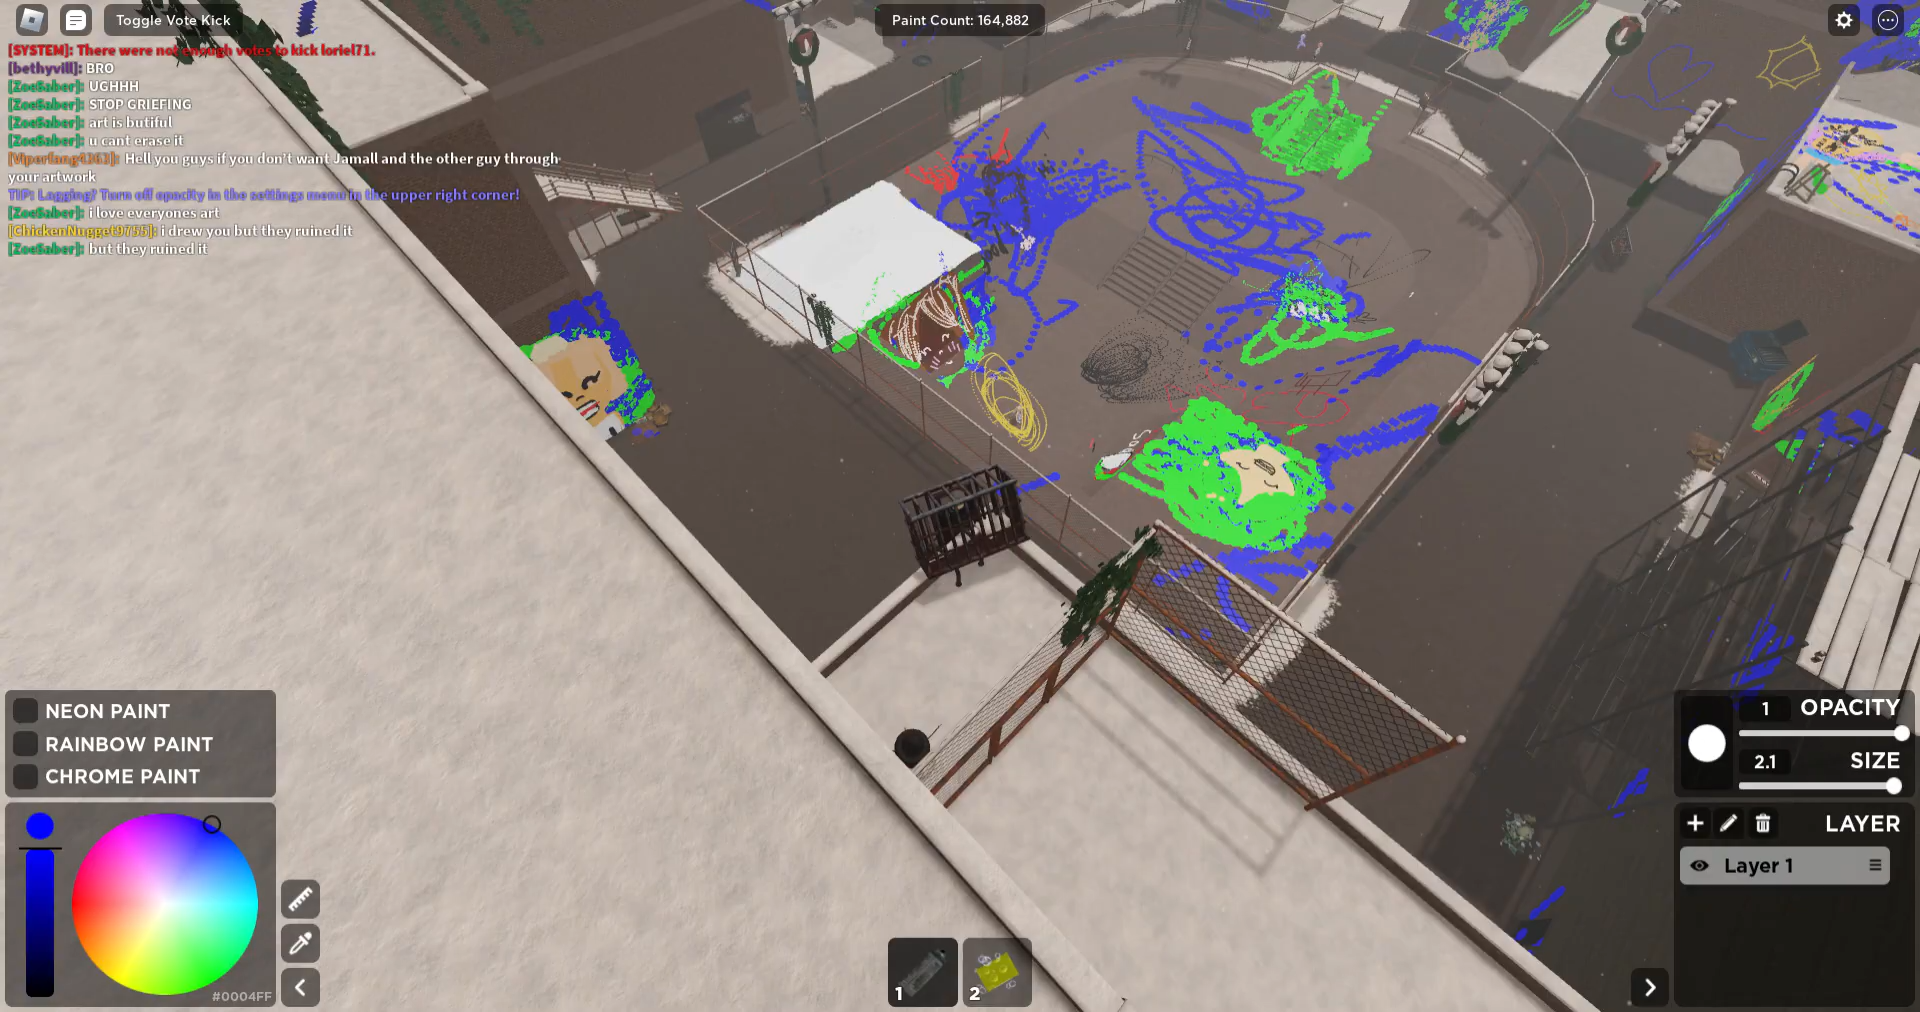 Toggle Vote Kick
Paint Count: 164,882
[SYSTEM]: There were not enough votes to kick loriel71.
[bethyvill]: BRO
[ZoeSaber]: UGHHH
[ZoeSaber]: STOP GRIEFING
[ZoeSaber]: art is butiful
[ZoeSaber]: u cant erase it
[Viperfang4161]: Hell you guys if you don't want Jamall and the other guy through
your artwork
TIP: Lagging? Turn off opacity in the settings menu in the upper right corner!
[ZoeSaber]: i love everyones art
[ChickenNugget9755]: i drew you but they ruined it
[ZoeSaber]: but they ruined it
NEON PAINT
RAINBOW PAINT
CHROME PAINT
#0004FF
1
2
1 OPACITY
2.1 SIZE
LAYER
Layer 1